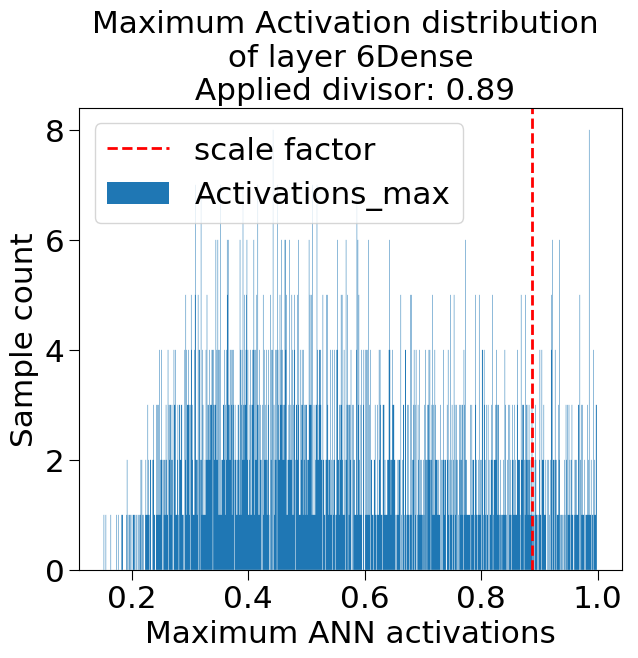 Maximum Activation distribution
of layer 6Dense
Applied divisor: 0.89
scale factor
Activations_max
Sample count
8
6
4
2
0
0.2 0.4 0.6 0.8 1.0
Maximum ANN activations